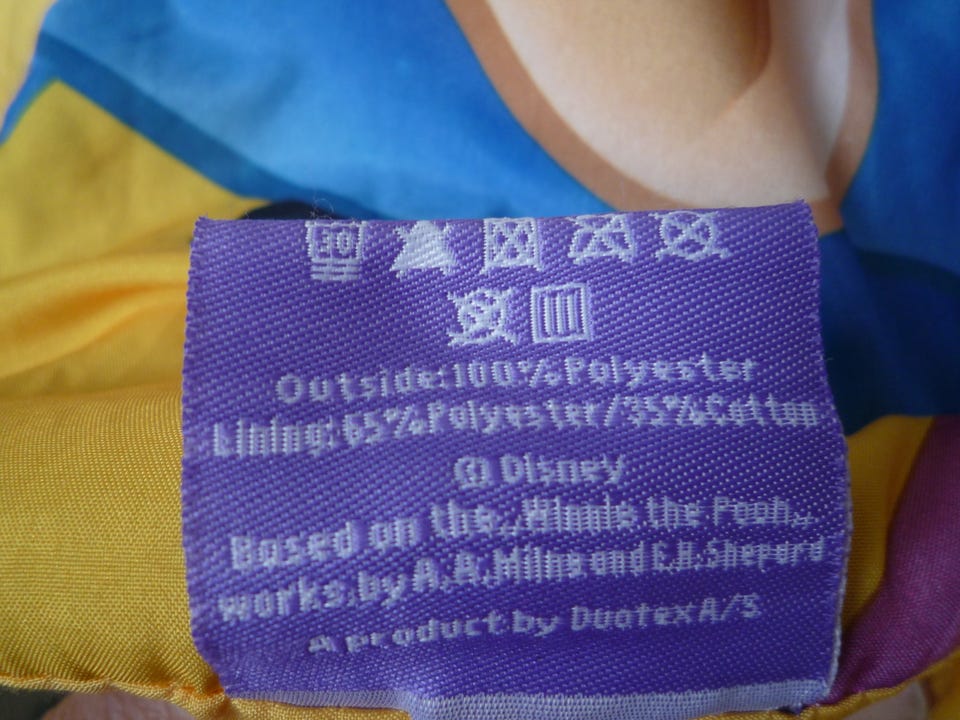 30
Outside:100%Polyester
Lining:65%Polyester/35%Cotton
© Disney
Based on the „Winnie the Pooh„
works,by A.A.Milne and E.H.Shepard
A product by Duotex A/S